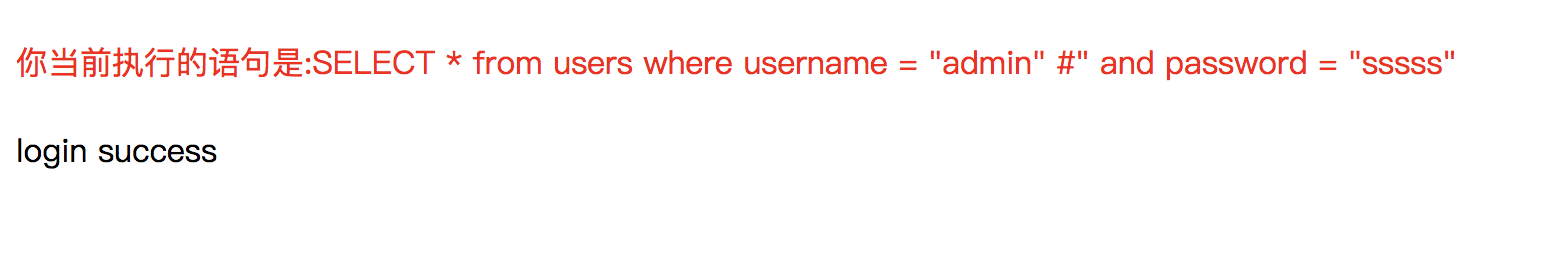 你当前执行的语句是:SELECT * from users where username = "admin" #" and password = "sssss"
login success